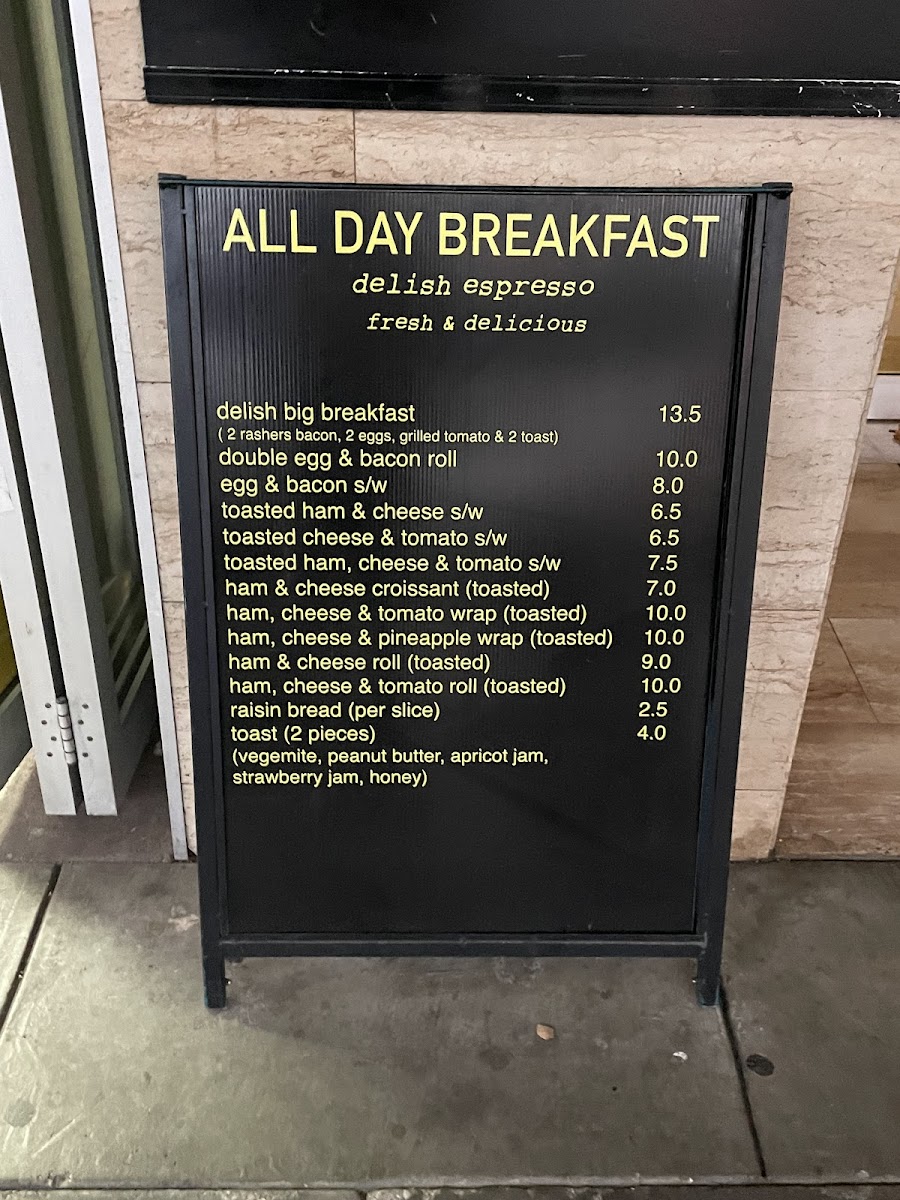 ALL DAY BREAKFAST
delish espresso
fresh & delicious
delish big breakfast 13.5
( 2 rashers bacon, 2 eggs, grilled tomato & 2 toast)
double egg & bacon roll 10.0
egg & bacon s/w 8.0
toasted ham & cheese s/w 6.5
toasted cheese & tomato s/w 6.5
toasted ham, cheese & tomato s/w 7.5
ham & cheese croissant (toasted) 7.0
ham, cheese & tomato wrap (toasted) 10.0
ham, cheese & pineapple wrap (toasted) 10.0
ham & cheese roll (toasted) 9.0
ham, cheese & tomato roll (toasted) 10.0
raisin bread (per slice) 2.5
toast (2 pieces) 4.0
(vegemite, peanut butter, apricot jam,
strawberry jam, honey)